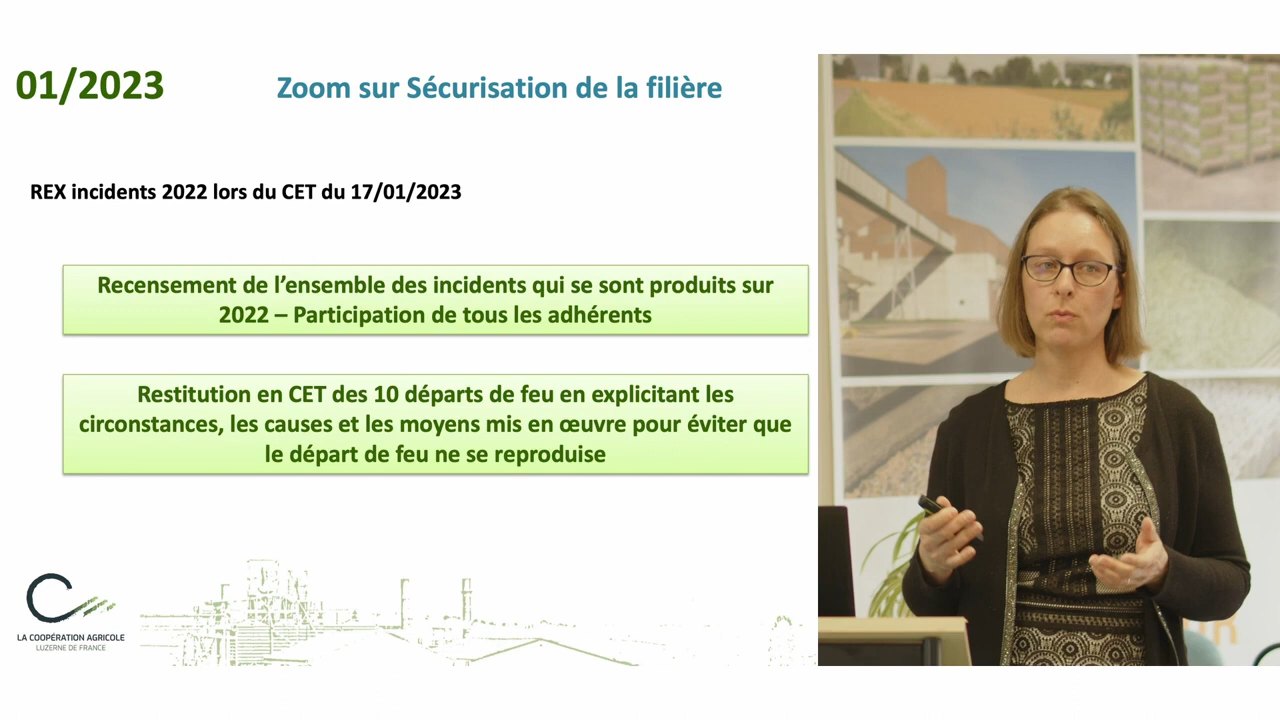 01/2023
Zoom sur Sécurisation de la filière
REX incidents 2022 lors du CET du 17/01/2023
Recensement de l'ensemble des incidents qui se sont produits sur
2022 – Participation de tous les adhérents
Restitution en CET des 10 départs de feu en explicitant les
circonstances, les causes et les moyens mis en œuvre pour éviter que
le départ de feu ne se reproduise
LA COOPÉRATION AGRICOLE
LUZERNE DE FRANCE